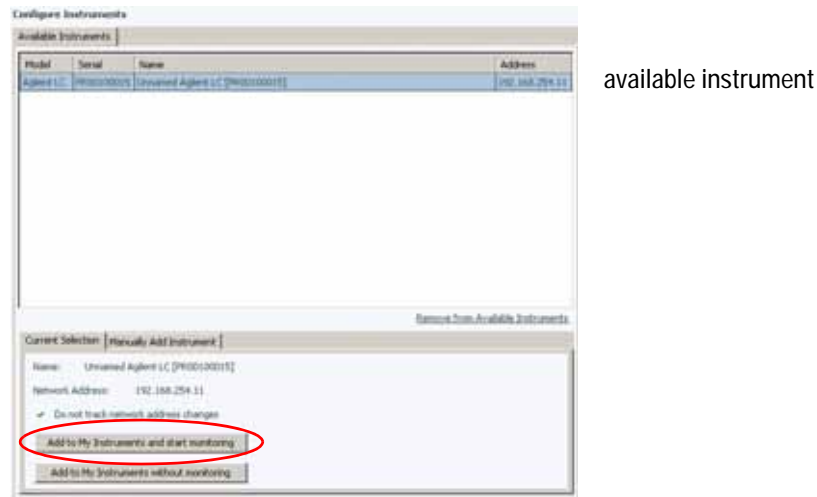 Configure Instruments
Available Instruments
Model Serial Name Address
Agilent LC PR00100015 Unnamed Agilent LC [PR00100015] 192.168.254.11
available instrument
Remove from Available Instruments
Current Selection Manually Add Instrument
Name: Unnamed Agilent LC [PR00100015]
Network Address: 192.168.254.11
Do not track network address changes
Add to My Instruments and start monitoring
Add to My Instruments without monitoring